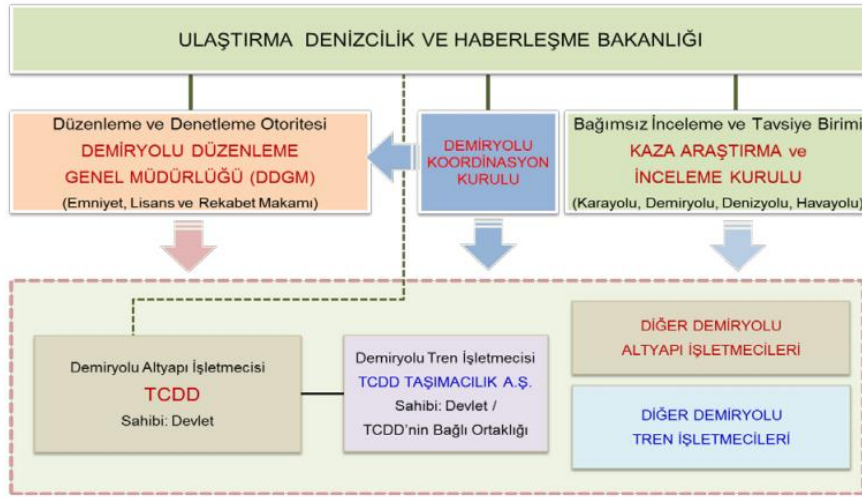 ULAŞTIRMA DENİZCİLİK VE HABERLEŞME BAKANLIĞI
Düzenleme ve Denetleme Otoritesi
DEMİRYOLU DÜZENLEME
GENEL MÜDÜRLÜĞÜ (DDGM)
(Emniyet, Lisans ve Rekabet Makamı)
DEMİRYOLU
KOORDİNASYON
KURULU
Bağımsız İnceleme ve Tavsiye Birimi
KAZA ARAŞTIRMA ve
İNCELEME KURULU
(Karayolu, Demiryolu, Denizyolu, Havayolu)
Demiryolu Altyapı İşletmecisi
TCDD
Sahibi: Devlet
Demiryolu Tren İşletmecisi
TCDD TAŞIMACILIK A.Ş.
Sahibi: Devlet /
TCDD'nin Bağlı Ortaklığı
DİĞER DEMİRYOLU
ALTYAPI İŞLETMECİLERİ
DİĞER DEMİRYOLU
TREN İŞLETMECİLERİ